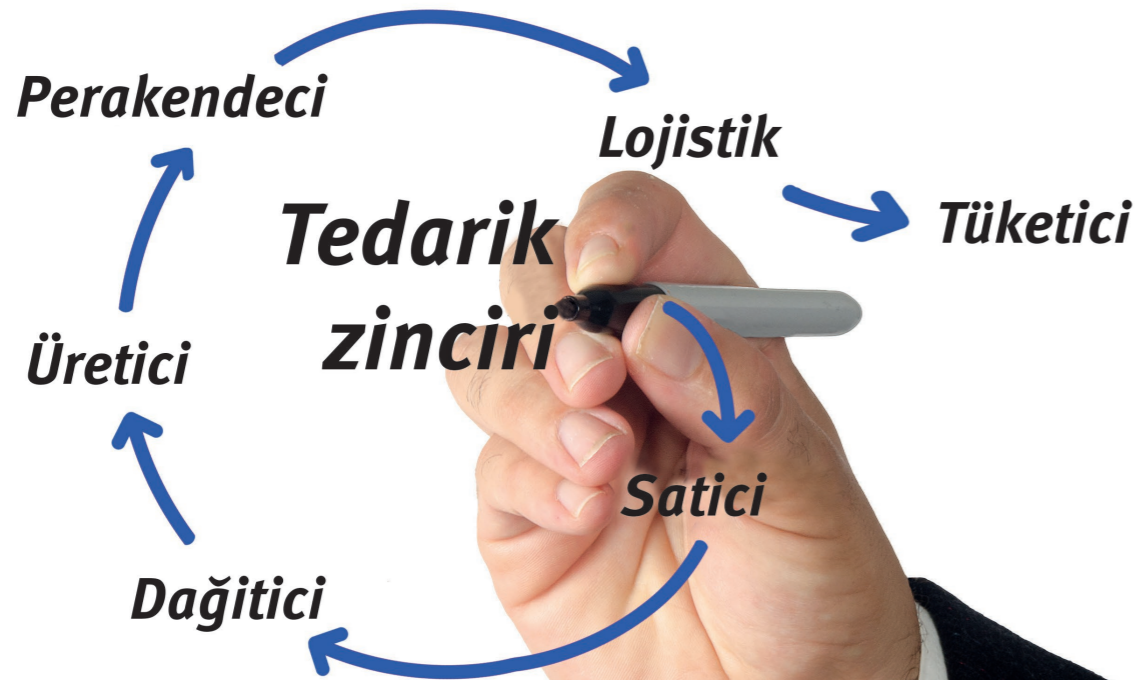 Perakendeci
Lojistik
Tüketici
Tedarik
zinciri
Üretici
Satici
Dağitici